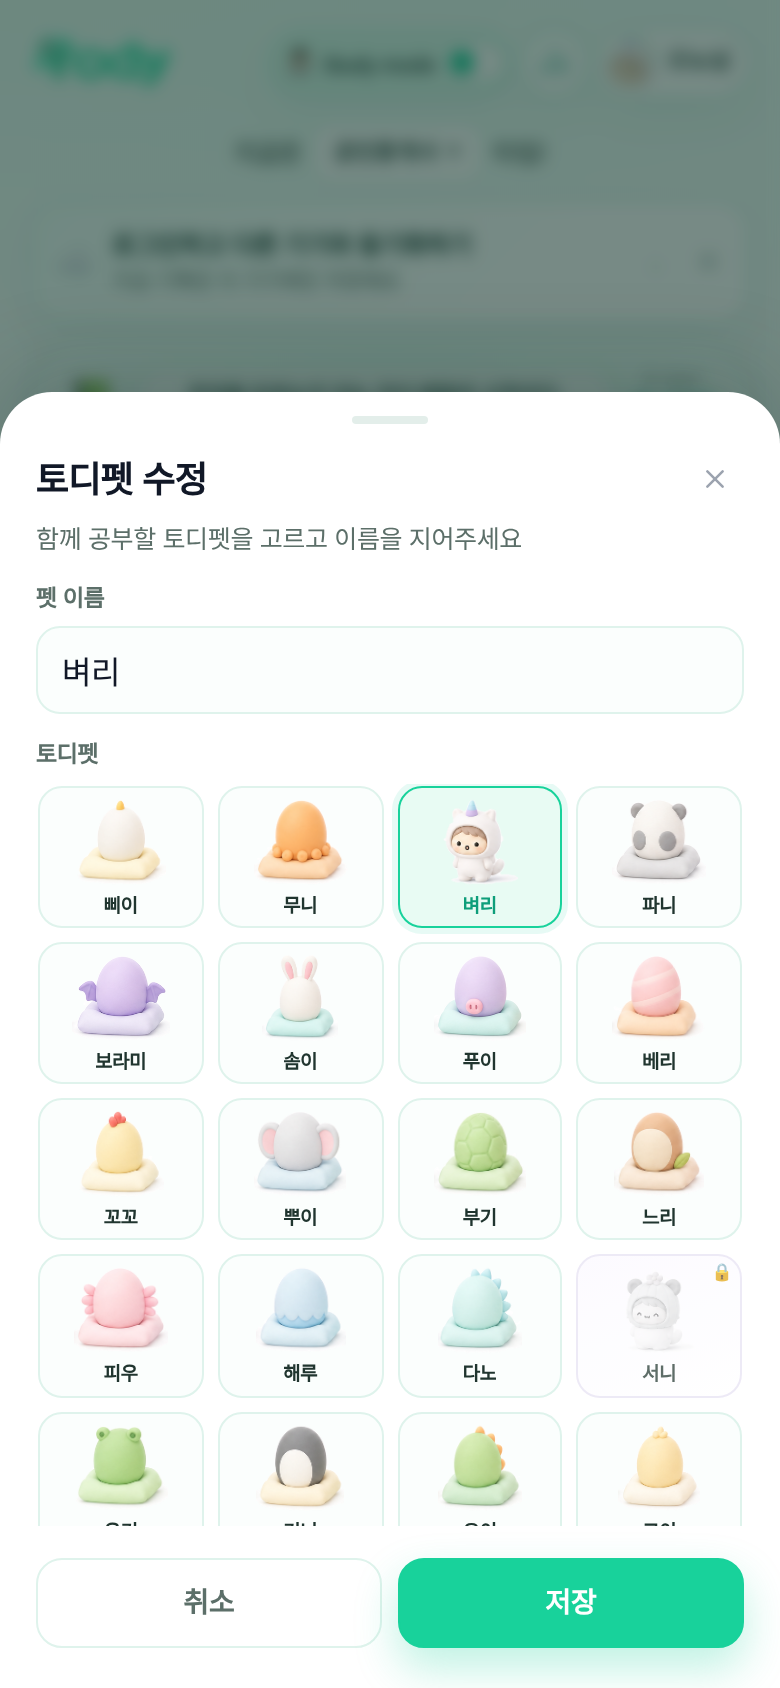 토디펫 수정
함께 공부할 토디펫을 고르고 이름을 지어주세요
펫 이름
벼리
토디펫
삐이 무니 벼리 파니
보라미 솜이 푸이 베리
꼬꼬 뿌이 부기 느리
피우 해루 다노 서니
취소 저장